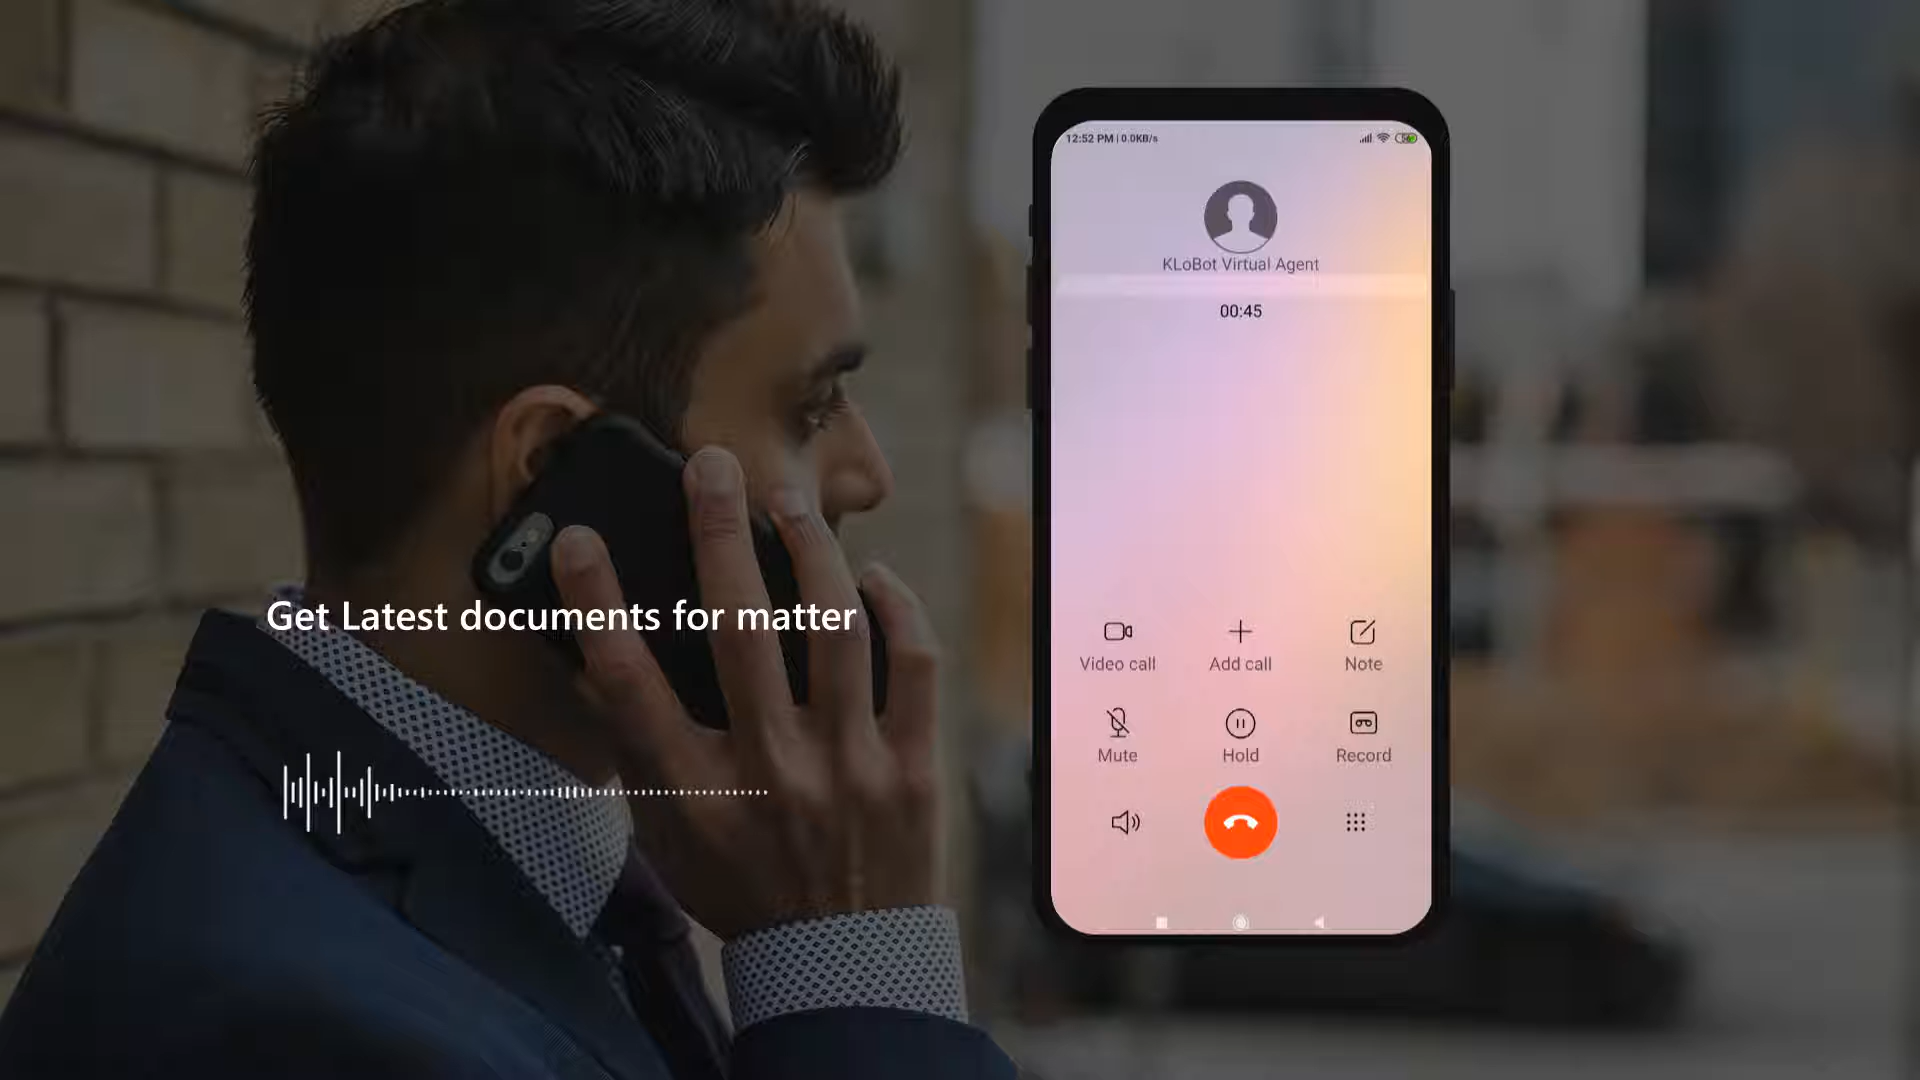 Get Latest documents for matter
12:52 PM | 0.0KB/s
KLoBot Virtual Agent
00:45
Video call
Add call
Note
Mute
Hold
Record